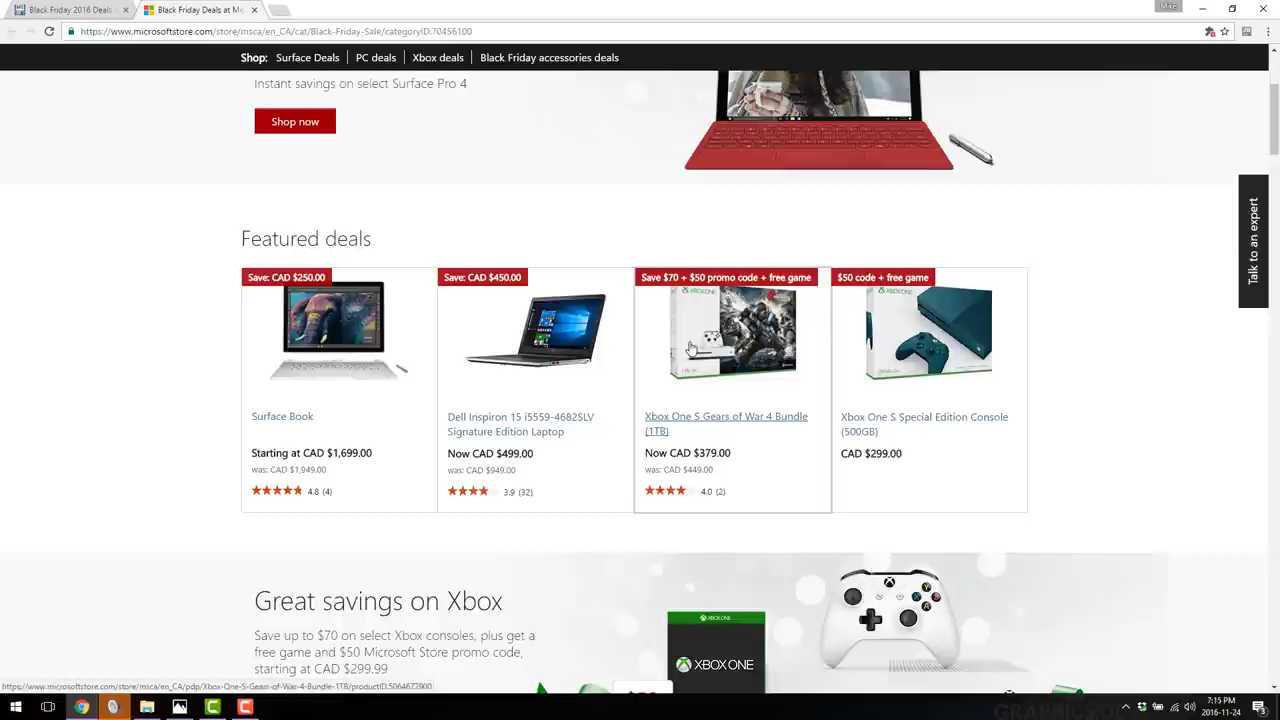 Black Friday 2016 Deals
Black Friday Deals at M
Mike
https://www.microsoftstore.com/store/msca/en_CA/cat/Black-Friday-Sale/categoryID.70456100
Shop: Surface Deals PC deals Xbox deals Black Friday accessories deals
Instant savings on select Surface Pro 4
Shop now
Talk to an expert
Featured deals
Save: CAD $250.00
Surface Book
Starting at CAD $1,699.00
was: CAD $1,949.00
4.8 (4)
Save: CAD $450.00
Dell Inspiron 15 i5559-4682SLV
Signature Edition Laptop
Now CAD $499.00
was: CAD $949.00
3.9 (32)
Save $70 + $50 promo code + free game
XBOX ONE
Xbox One S Gears of War 4 Bundle
(1TB)
Now CAD $379.00
was: CAD $449.00
4.0 (2)
$50 code + free game
XBOX ONE
Xbox One S Special Edition Console
(500GB)
CAD $299.00
Great savings on Xbox
Save up to $70 on select Xbox consoles, plus get a
free game and $50 Microsoft Store promo code,
starting at CAD $299.99
XBOX ONE
XBOX ONE
Y
X
B
A
https://www.microsoftstore.com/store/msca/en_CA/pdp/Xbox-One-S-Gears-of-War-4-Bundle-1TB/productID.5064677900
7:15 PM
2016-11-24